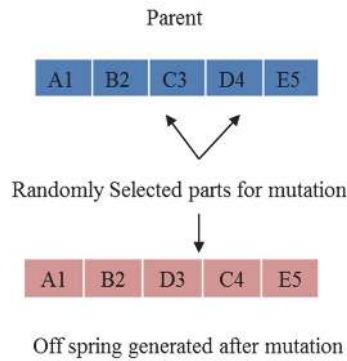 Parent
A1 B2 C3 D4 E5
Randomly Selected parts for mutation
A1 B2 D3 C4 E5
Off spring generated after mutation